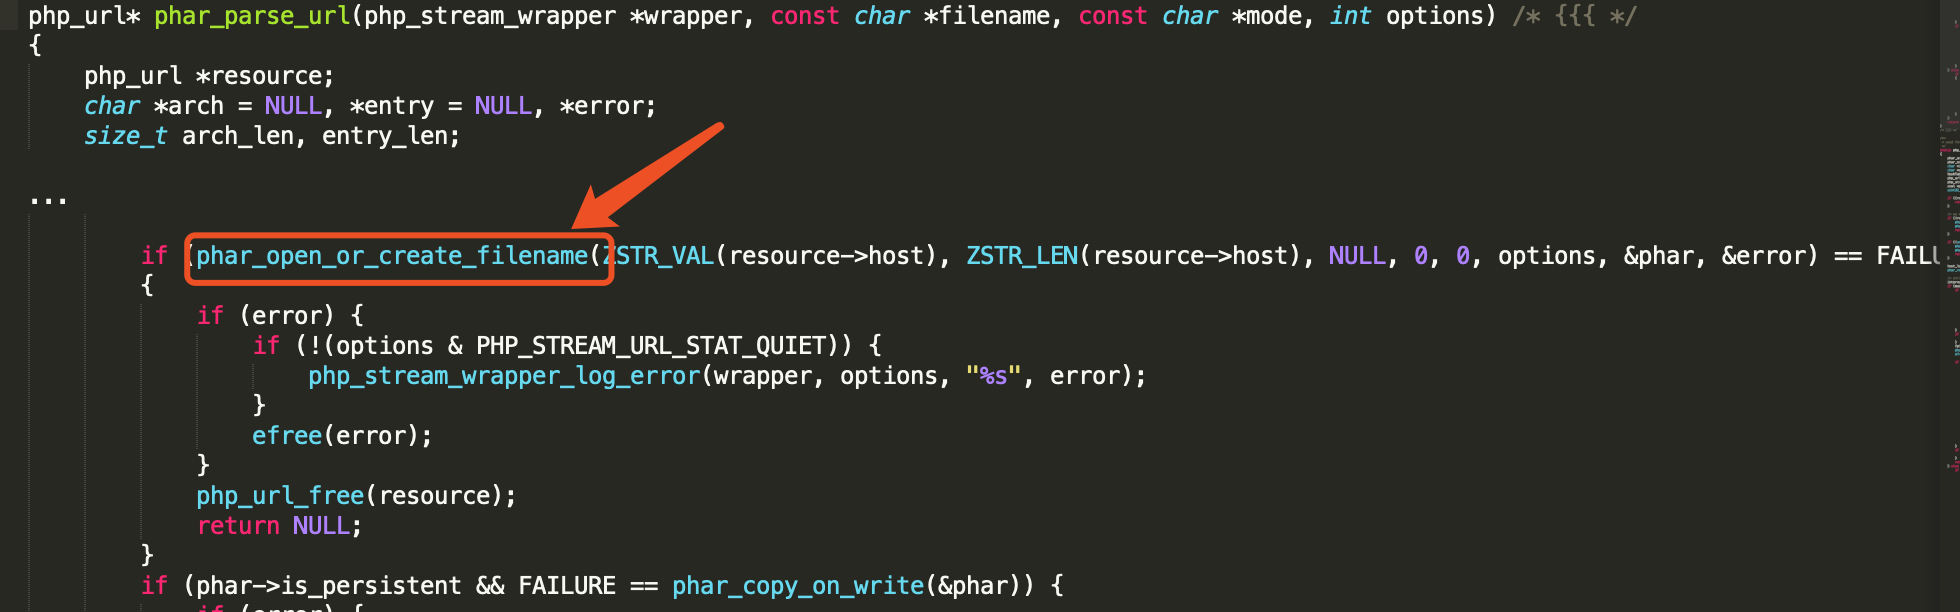 php_url* phar_parse_url(php_stream_wrapper *wrapper, const char *filename, const char *mode, int options) /* {{{ */
{
    php_url *resource;
    char *arch = NULL, *entry = NULL, *error;
    size_t arch_len, entry_len;
...
        if (phar_open_or_create_filename(ZSTR_VAL(resource->host), ZSTR_LEN(resource->host), NULL, 0, 0, options, &phar, &error) == FAILU
        {
            if (error) {
                if (!(options & PHP_STREAM_URL_STAT_QUIET)) {
                    php_stream_wrapper_log_error(wrapper, options, "%s", error);
                }
                efree(error);
            }
            php_url_free(resource);
            return NULL;
        }
        if (phar->is_persistent && FAILURE == phar_copy_on_write(&phar)) {
            if (error) {